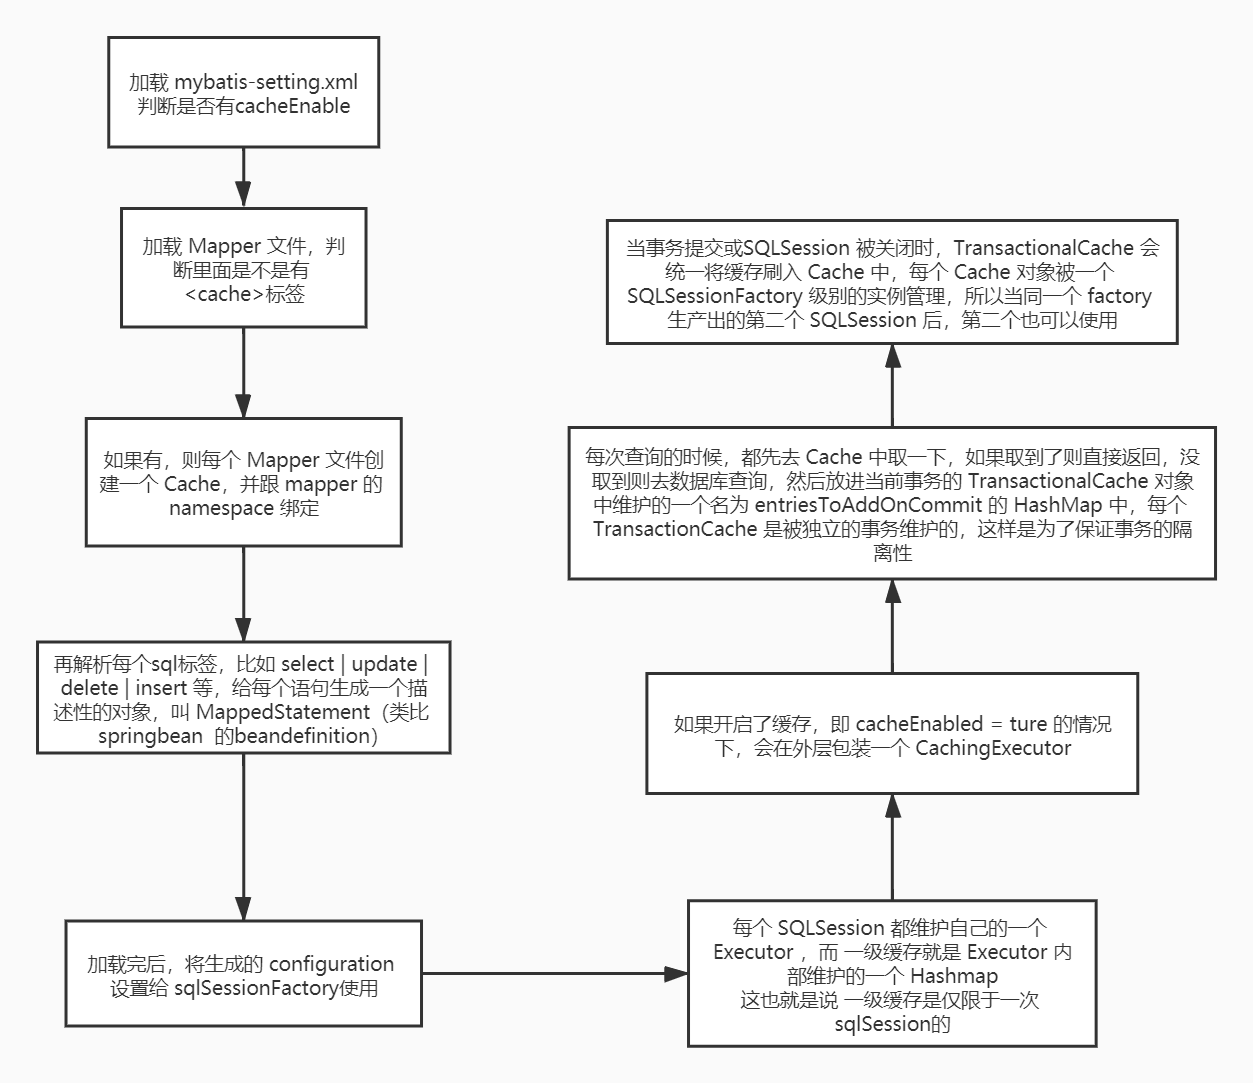 加载 mybatis-setting.xml
判断是否有cacheEnable
加载 Mapper 文件，判
断里面是不是有
<cache>标签
如果有，则每个 Mapper 文件创
建一个 Cache，并跟 mapper 的
namespace 绑定
再解析每个sql标签，比如 select | update |
delete | insert 等，给每个语句生成一个描
述性的对象，叫 MappedStatement（类比
springbean 的beandefinition）
加载完后，将生成的 configuration
设置给 sqlSessionFactory使用
每个 SQLSession 都维护自己的一个
Executor ，而 一级缓存就是 Executor 内
部维护的一个 Hashmap
这也就是说 一级缓存是仅限于一次
sqlSession的
如果开启了缓存，即 cacheEnabled = ture 的情况
下，会在外层包装一个 CachingExecutor
每次查询的时候，都先去 Cache 中取一下，如果取到了则直接返回，没
取到则去数据库查询，然后放进当前事务的 TransactionalCache 对象
中维护的一个名为 entriesToAddOnCommit 的 HashMap 中，每个
TransactionCache 是被独立的事务维护的，这样是为了保证事务的隔
离性
当事务提交或SQLSession 被关闭时，TransactionalCache 会
统一将缓存刷入 Cache 中，每个 Cache 对象被一个
SQLSessionFactory 级别的实例管理，所以当同一个 factory
生产出的第二个 SQLSession 后，第二个也可以使用